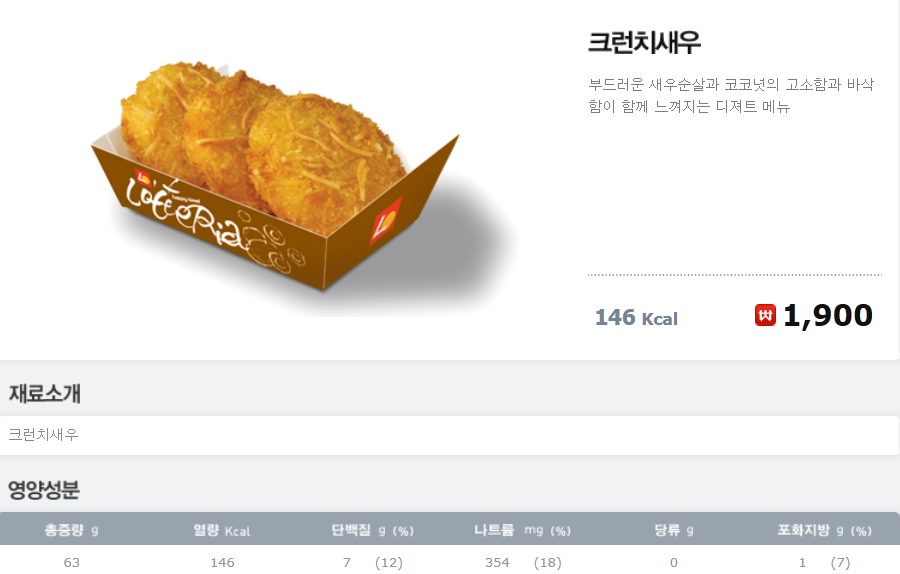 크런치새우
부드러운 새우순살과 코코넛의 고소함과 바삭
함이 함께 느껴지는 디져트 메뉴
LoTTeRia
146 Kcal
₩ 1,900
재료소개
크런치새우
영양성분
총중량 g 열량 Kcal 단백질 g (%) 나트륨 mg (%) 당류 g 포화지방 g (%)
63 146 7 (12) 354 (18) 0 1 (7)